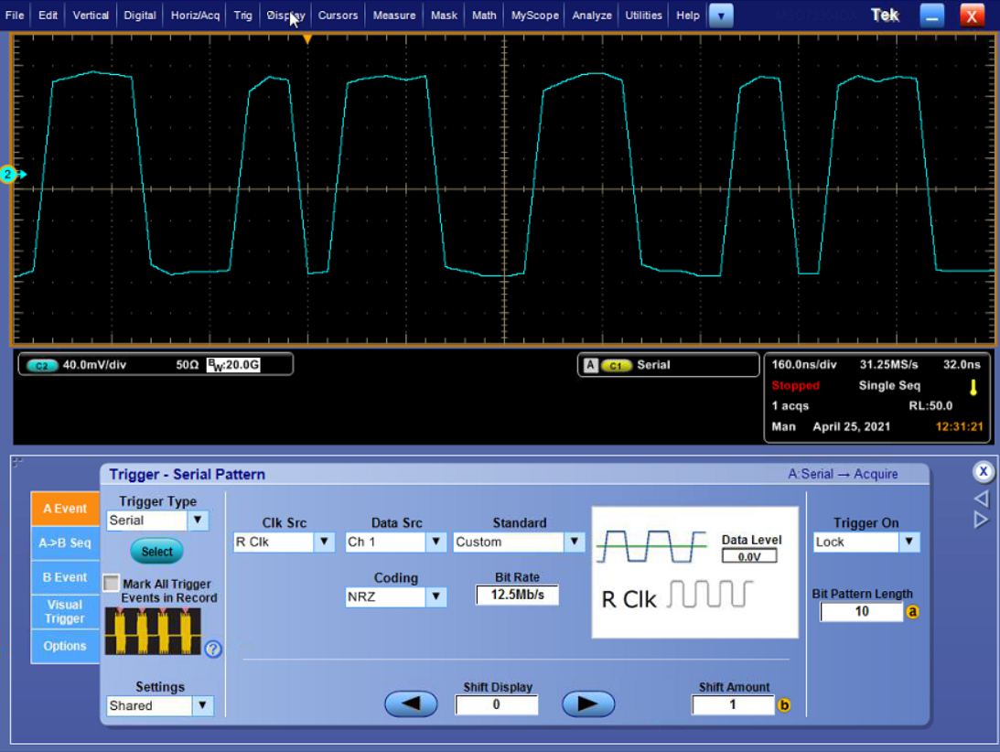 File Edit Vertical Digital Horiz/Acq Trig Display Cursors Measure Mask Math MyScope Analyze Utilities Help Tek X
2
C2 40.0mV/div 50Ω BW:20.0G
A C1 Serial
160.0ns/div 31.25MS/s 32.0ns
Stopped Single Seq
1 acqs RL:50.0
Man April 25, 2021 12:31:21
Trigger - Serial Pattern A:Serial → Acquire X
A Event
A->B Seq
B Event
Visual
Trigger
Options
Trigger Type
Serial
Select
Mark All Trigger
Events in Record
?
Settings
Shared
Clk Src
R Clk
Data Src
Ch 1
Standard
Custom
Coding
NRZ
Bit Rate
12.5Mb/s
Data Level
0.0V
R Clk
Trigger On
Lock
Bit Pattern Length
10 a
Shift Display
0
Shift Amount
1 b